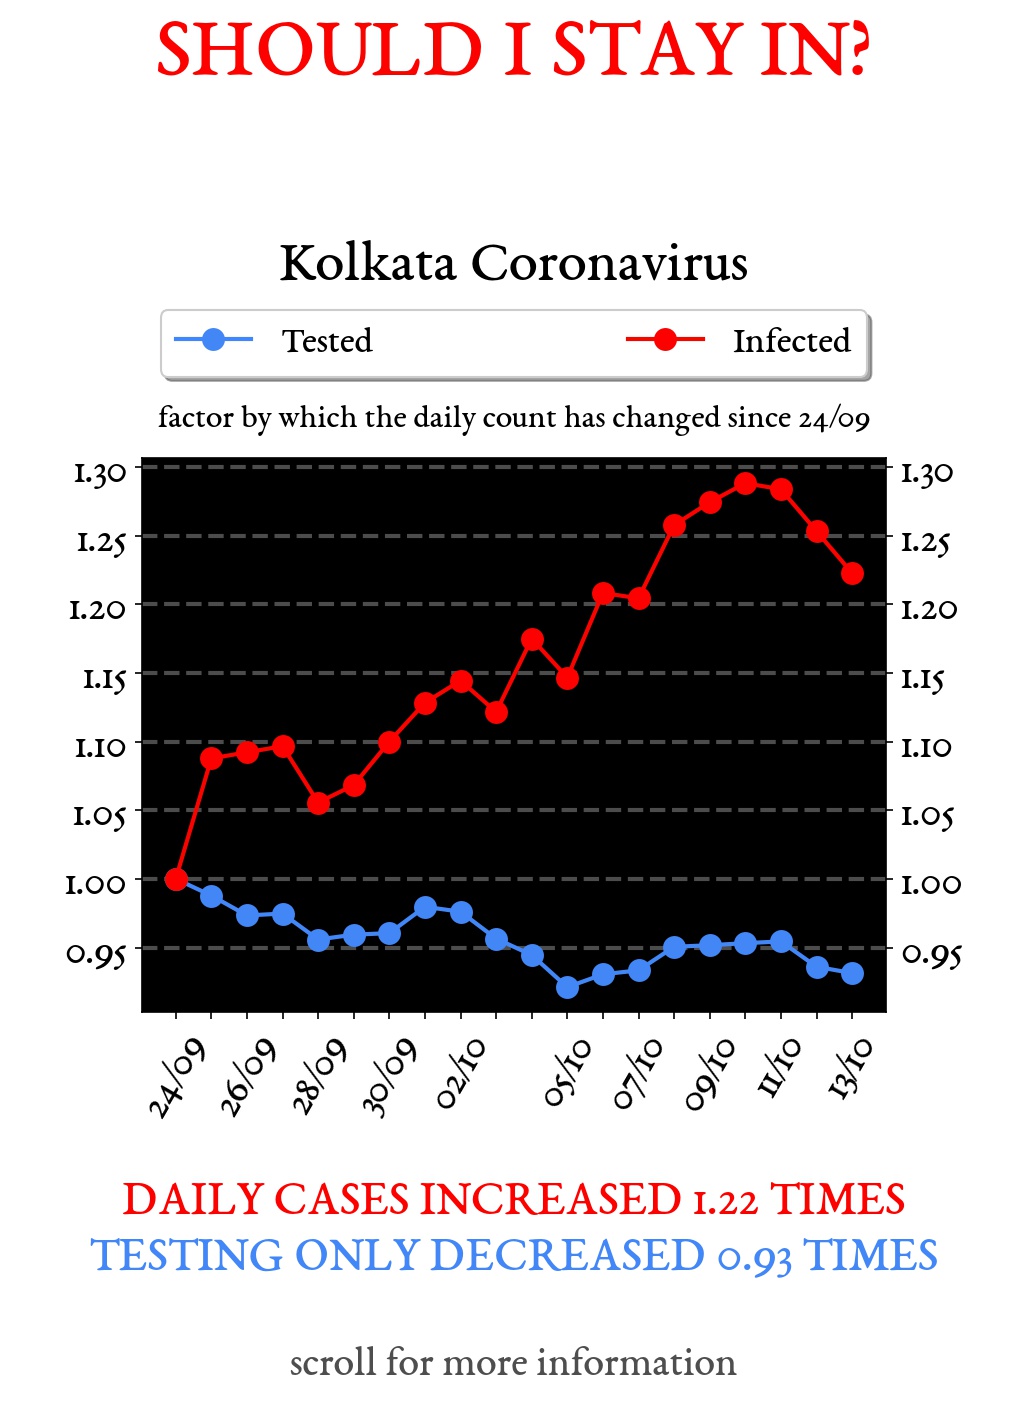 SHOULD I STAY IN?
Kolkata Coronavirus
Tested Infected
factor by which the daily count has changed since 24/09
1.30 1.30
1.25 1.25
1.20 1.20
1.15 1.15
1.10 1.10
1.05 1.05
1.00 1.00
0.95 0.95
24/09 26/09 28/09 30/09 02/10 05/10 07/10 09/10 11/10 13/10
DAILY CASES INCREASED 1.22 TIMES
TESTING ONLY DECREASED 0.93 TIMES
scroll for more information